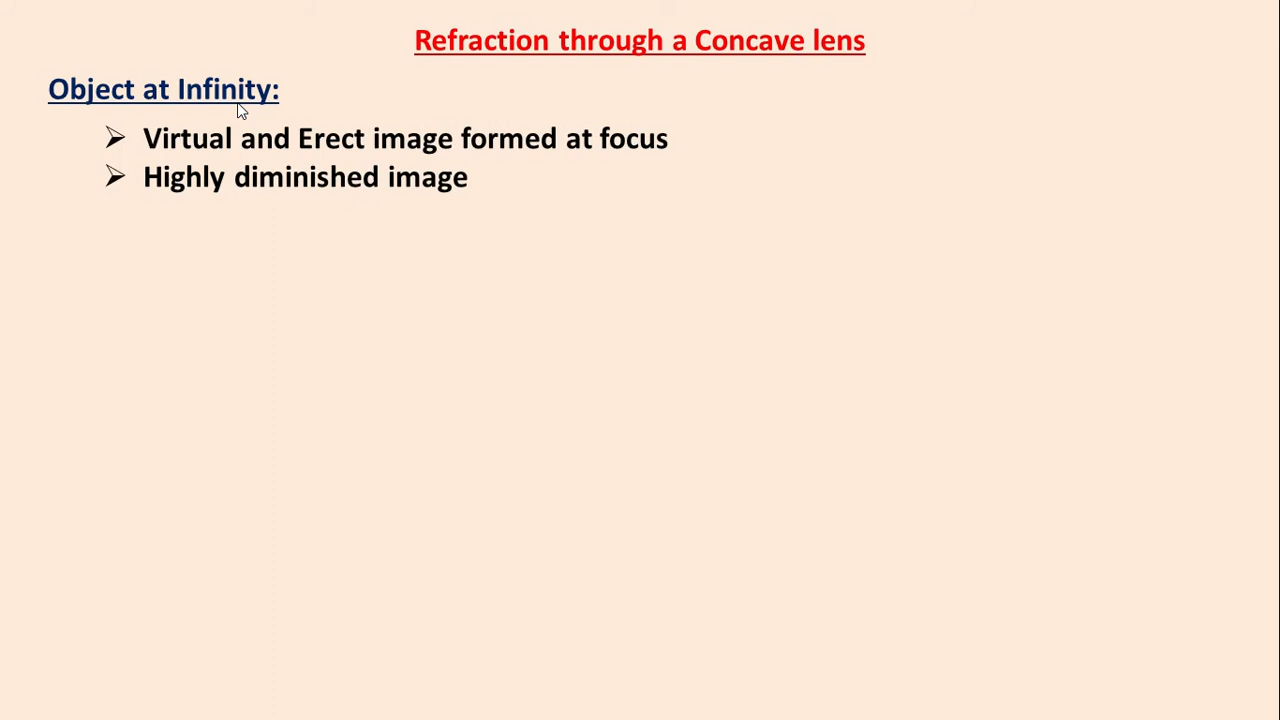 Refraction through a Concave lens
Object at Infinity:
➢ Virtual and Erect image formed at focus
➢ Highly diminished image